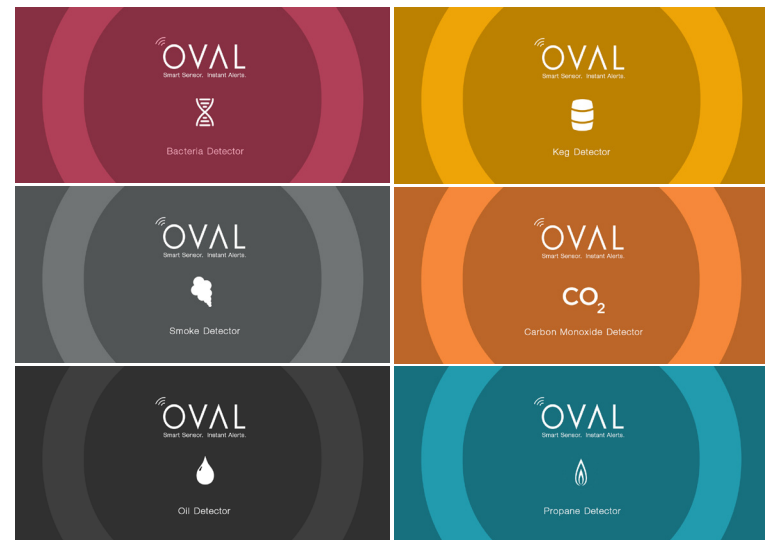 OVAL
Smart Sensor. Instant Alerts.
Bacteria Detector
OVAL
Smart Sensor. Instant Alerts.
Keg Detector
OVAL
Smart Sensor. Instant Alerts.
Smoke Detector
OVAL
Smart Sensor. Instant Alerts.
CO2
Carbon Monoxide Detector
OVAL
Smart Sensor. Instant Alerts.
Oil Detector
OVAL
Smart Sensor. Instant Alerts.
Propane Detector